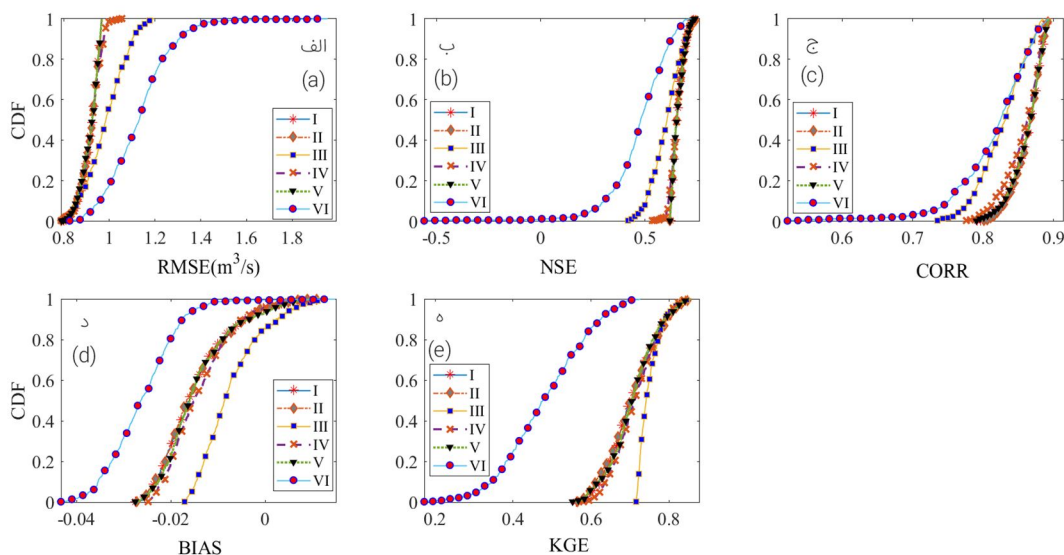 CDF
1
0.8
0.6
0.4
0.2
0
الف
(a)
I
II
III
IV
V
VI
0.8
1
1.2
1.4
1.6
1.8
RMSE(m³/s)
1
0.8
0.6
0.4
0.2
0
ب
(b)
I
II
III
IV
V
VI
-0.5
0
0.5
NSE
1
0.8
0.6
0.4
0.2
0
ج
(c)
I
II
III
IV
V
VI
0.6
0.7
0.8
0.9
CORR
CDF
1
0.8
0.6
0.4
0.2
0
د
(d)
I
II
III
IV
V
VI
-0.04
-0.02
0
BIAS
1
0.8
0.6
0.4
0.2
0
ه
(e)
I
II
III
IV
V
VI
0.2
0.4
0.6
0.8
KGE